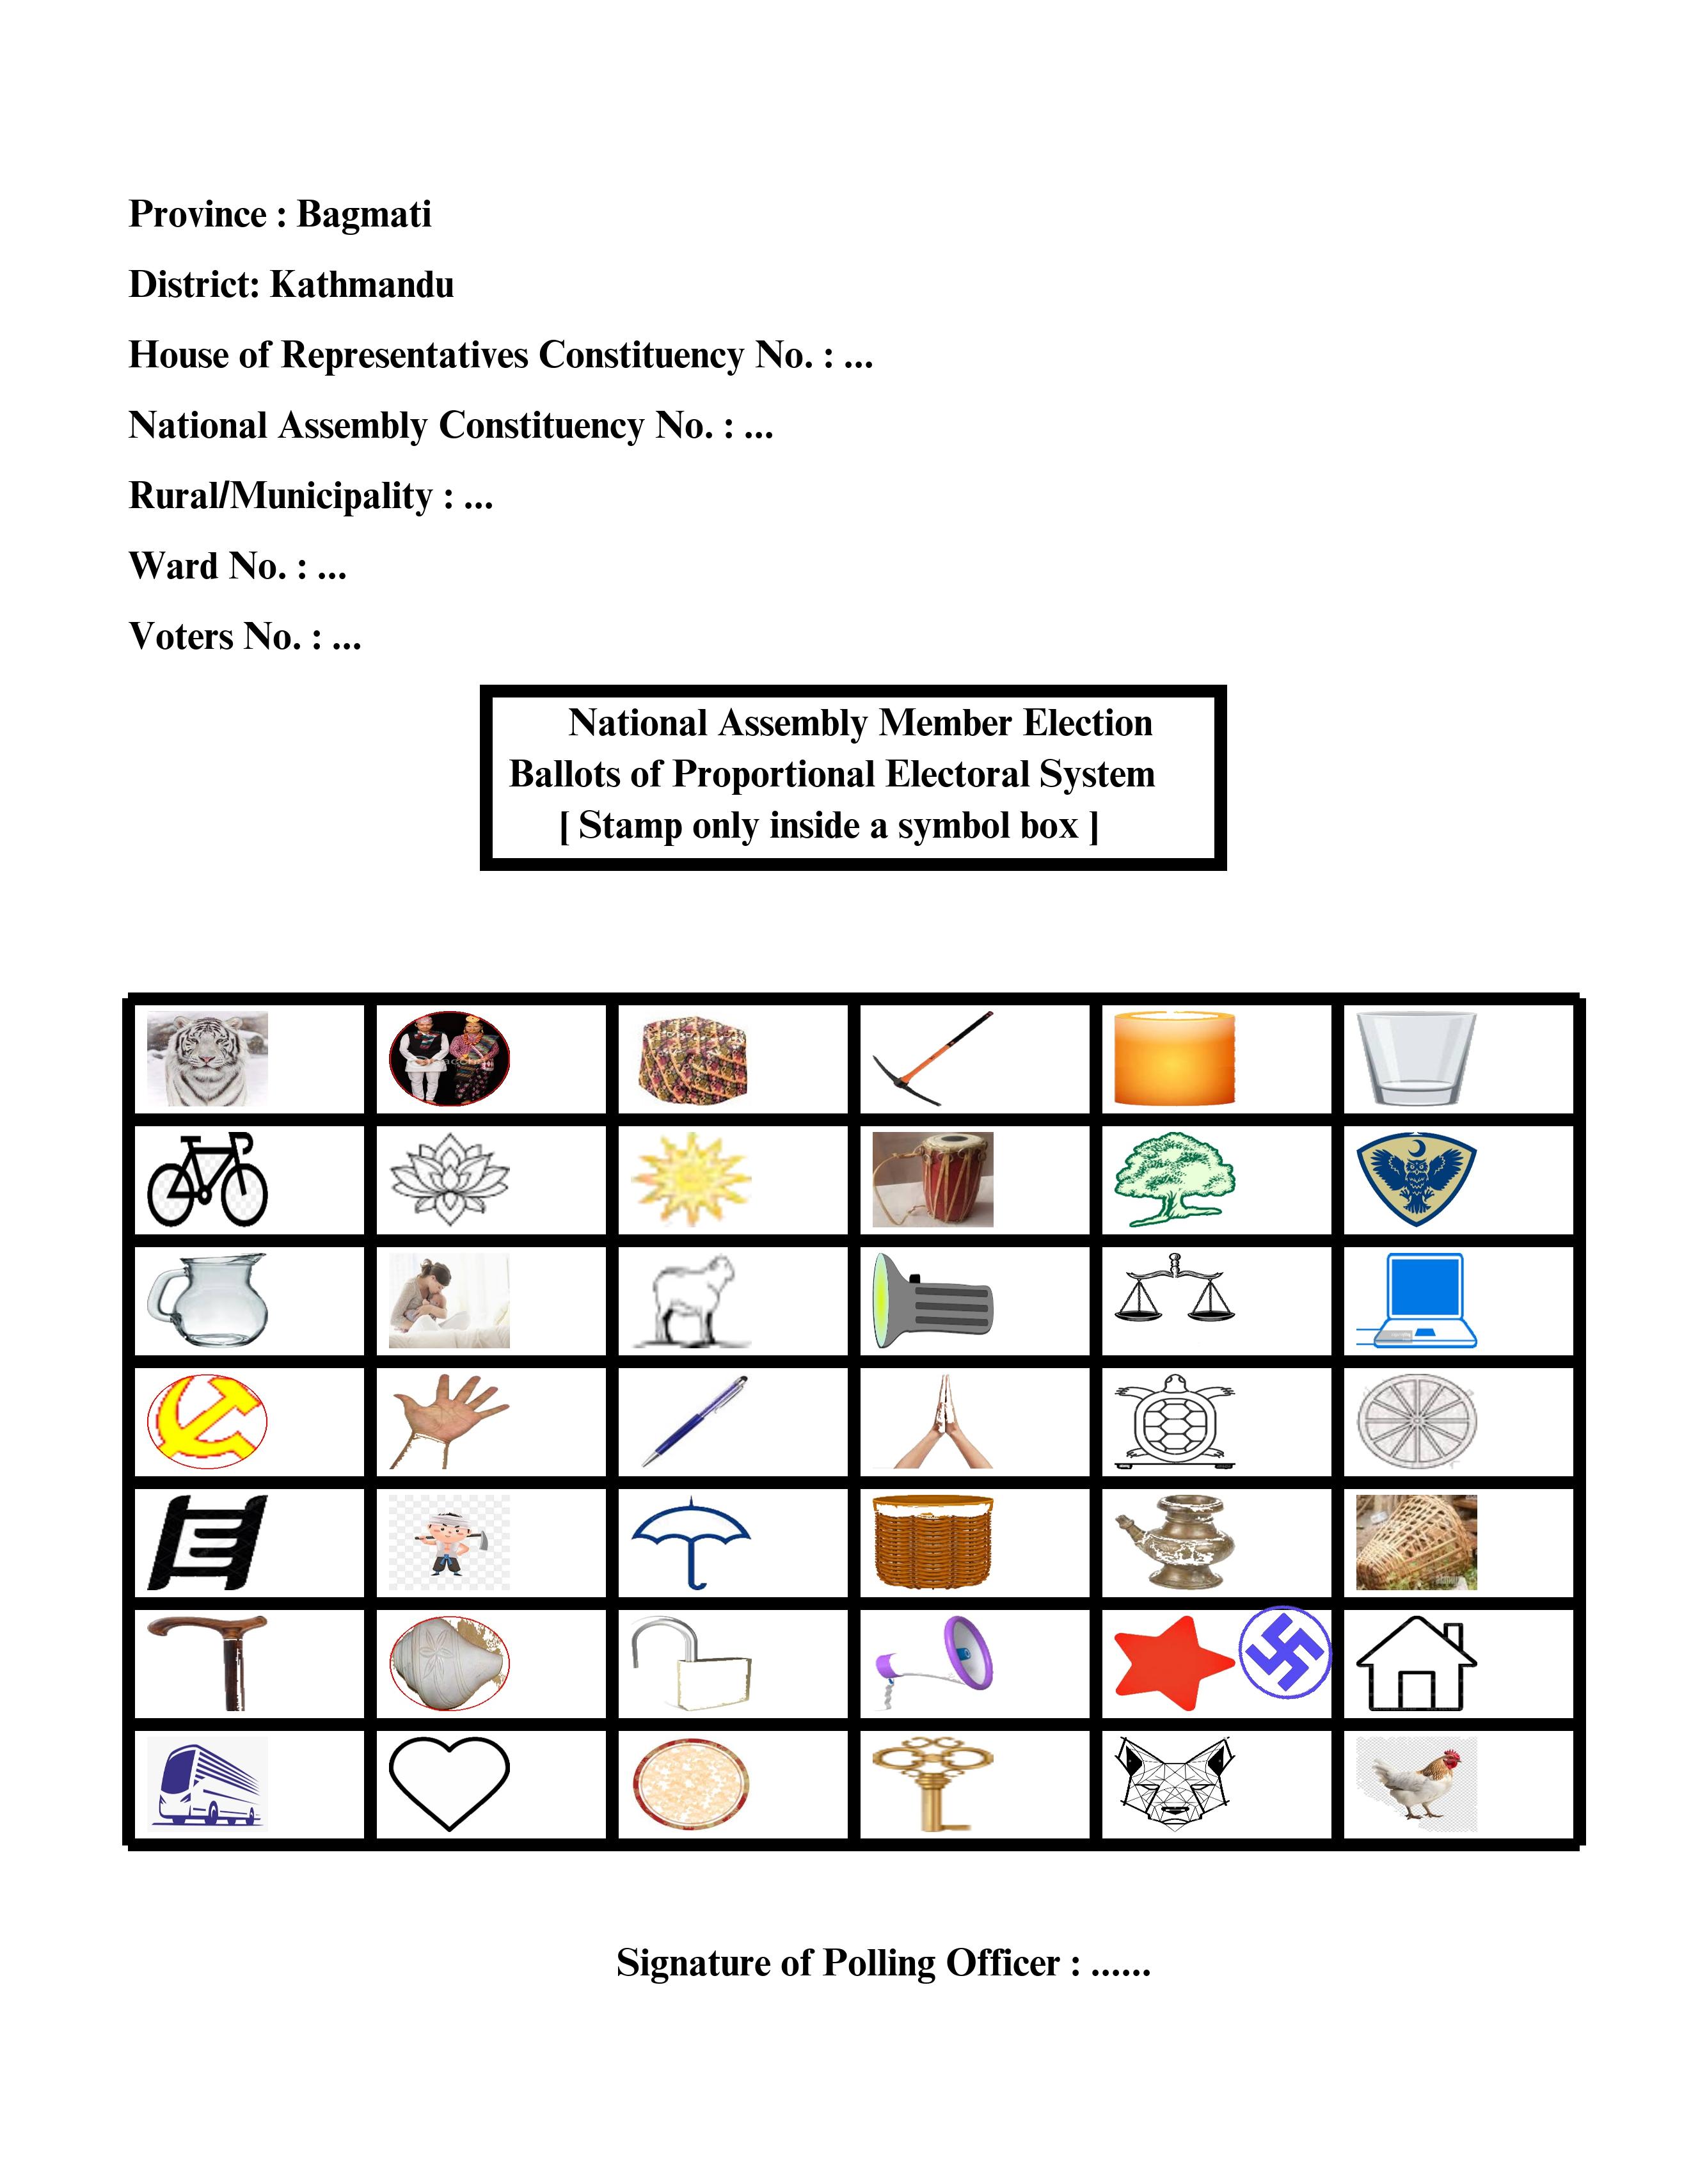 Province : Bagmati
District: Kathmandu
House of Representatives Constituency No. : ...
National Assembly Constituency No. : ...
Rural/Municipality : ...
Ward No. : ...
Voters No. : ...
National Assembly Member Election
Ballots of Proportional Electoral System
[ Stamp only inside a symbol box ]
Signature of Polling Officer : ......